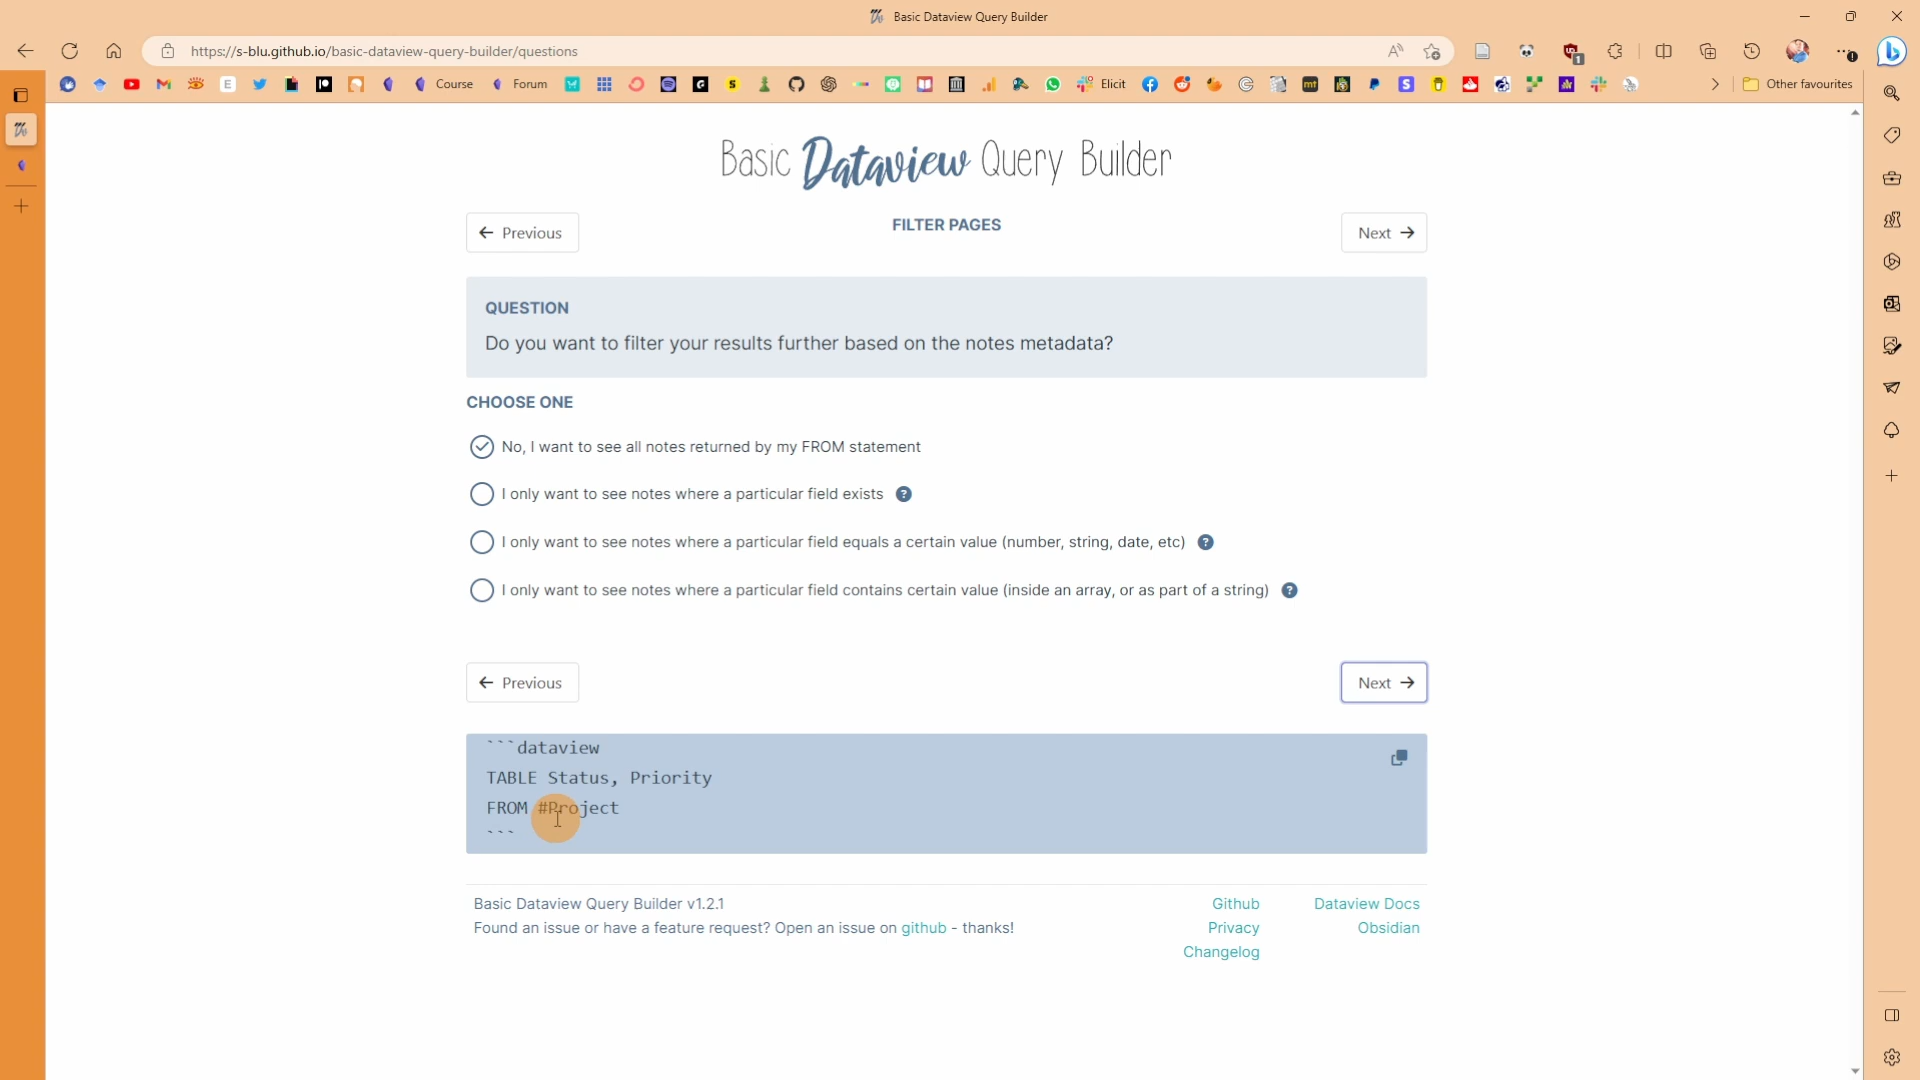 Basic Dataview Query Builder
https://s-blu.github.io/basic-dataview-query-builder/questions
Course
Forum
Elicit
Other favourites
Basic Dataview Query Builder
← Previous
FILTER PAGES
Next →
QUESTION
Do you want to filter your results further based on the notes metadata?
CHOOSE ONE
No, I want to see all notes returned by my FROM statement
I only want to see notes where a particular field exists ?
I only want to see notes where a particular field equals a certain value (number, string, date, etc) ?
I only want to see notes where a particular field contains certain value (inside an array, or as part of a string) ?
← Previous
Next →
```dataview
TABLE Status, Priority
FROM #Project
```
Basic Dataview Query Builder v1.2.1
Found an issue or have a feature request? Open an issue on github - thanks!
Github
Privacy
Changelog
Dataview Docs
Obsidian